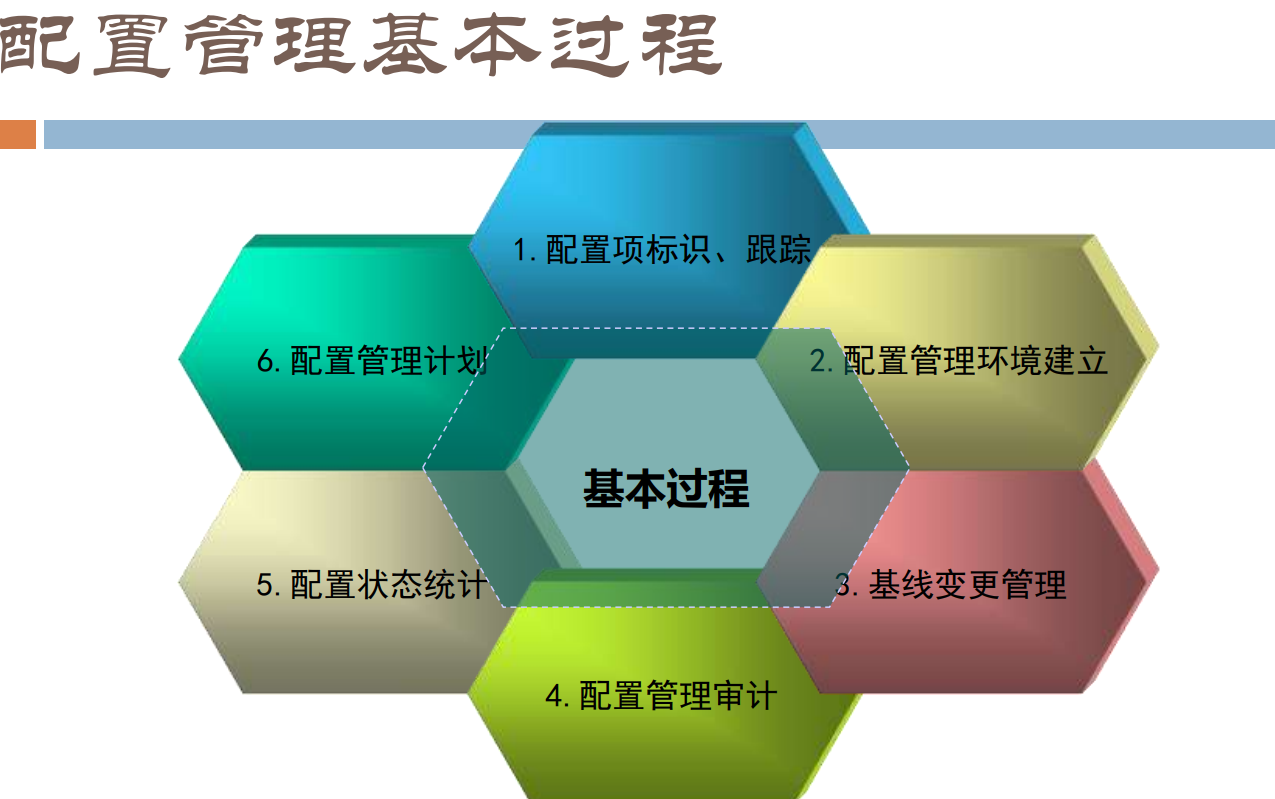 配置管理基本过程
1.配置项标识、跟踪
2.配置管理环境建立
3.基线变更管理
4.配置管理审计
5.配置状态统计
6.配置管理计划
基本过程